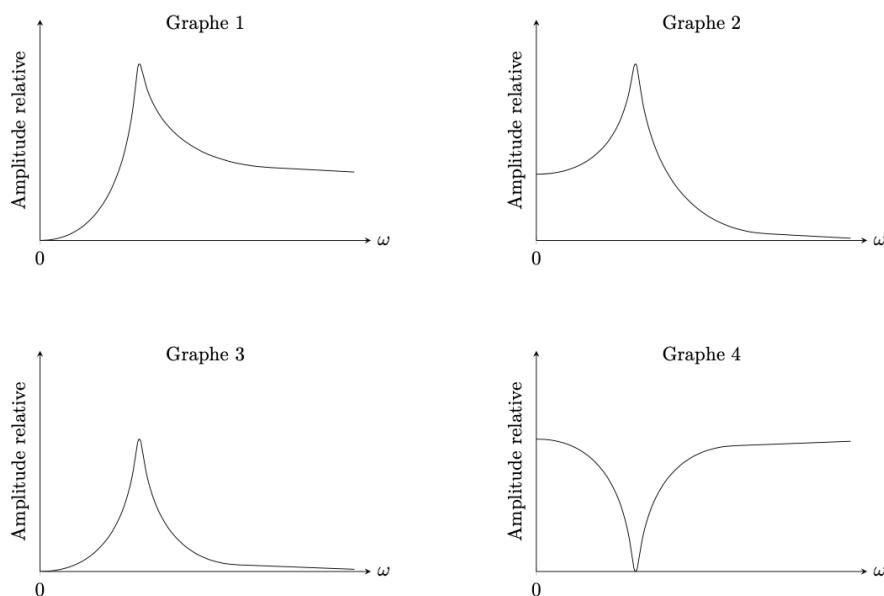 Graphe 1
Amplitude relative
ω
0
Graphe 2
Amplitude relative
ω
0
Graphe 3
Amplitude relative
ω
0
Graphe 4
Amplitude relative
ω
0